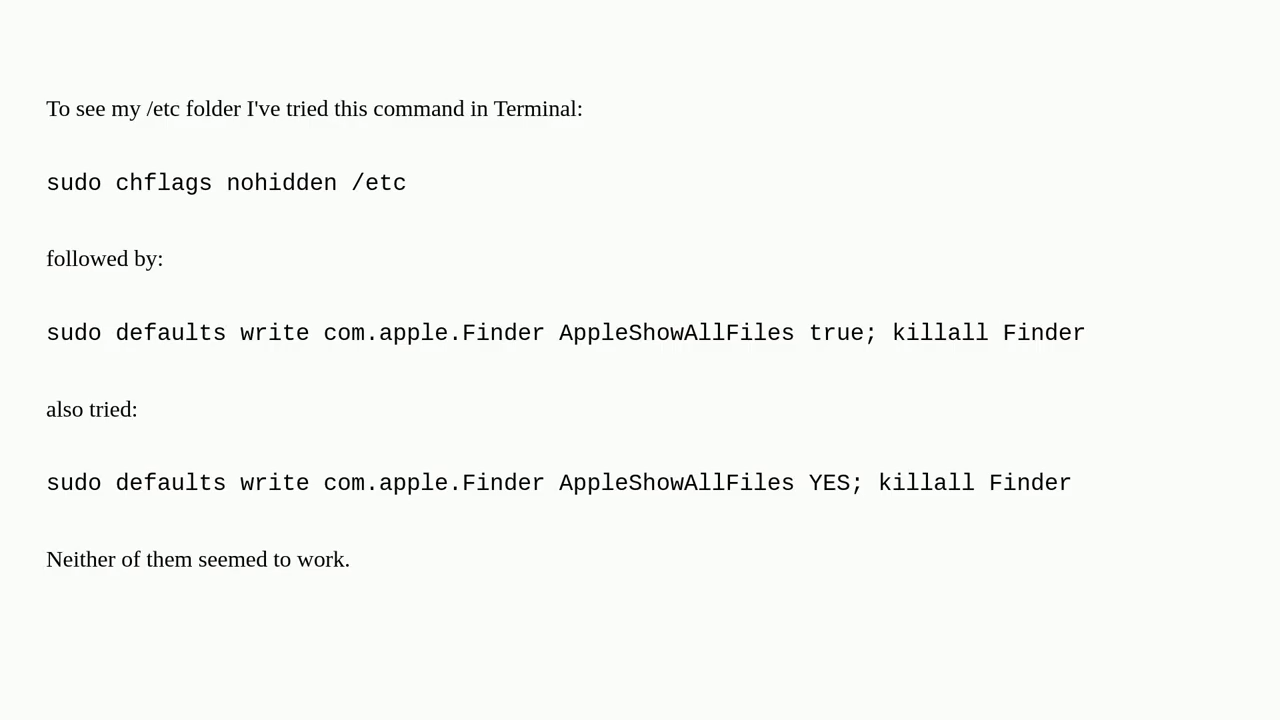 To see my /etc folder I've tried this command in Terminal:
sudo chflags nohidden /etc
followed by:
sudo defaults write com.apple.Finder AppleShowAllFiles true; killall Finder
also tried:
sudo defaults write com.apple.Finder AppleShowAllFiles YES; killall Finder
Neither of them seemed to work.